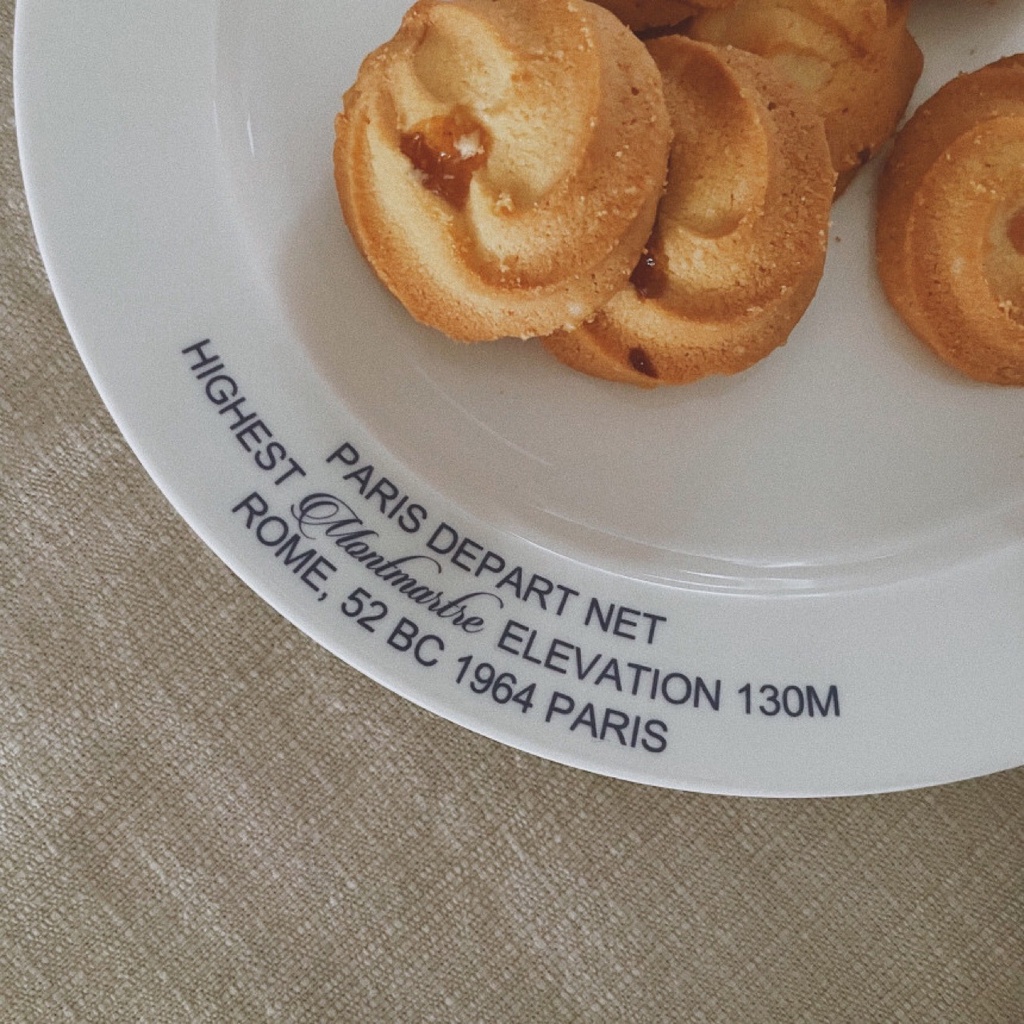 PARIS DEPART NET
HIGHEST Montmartre ELEVATION 130M
ROME, 52 BC 1964 PARIS